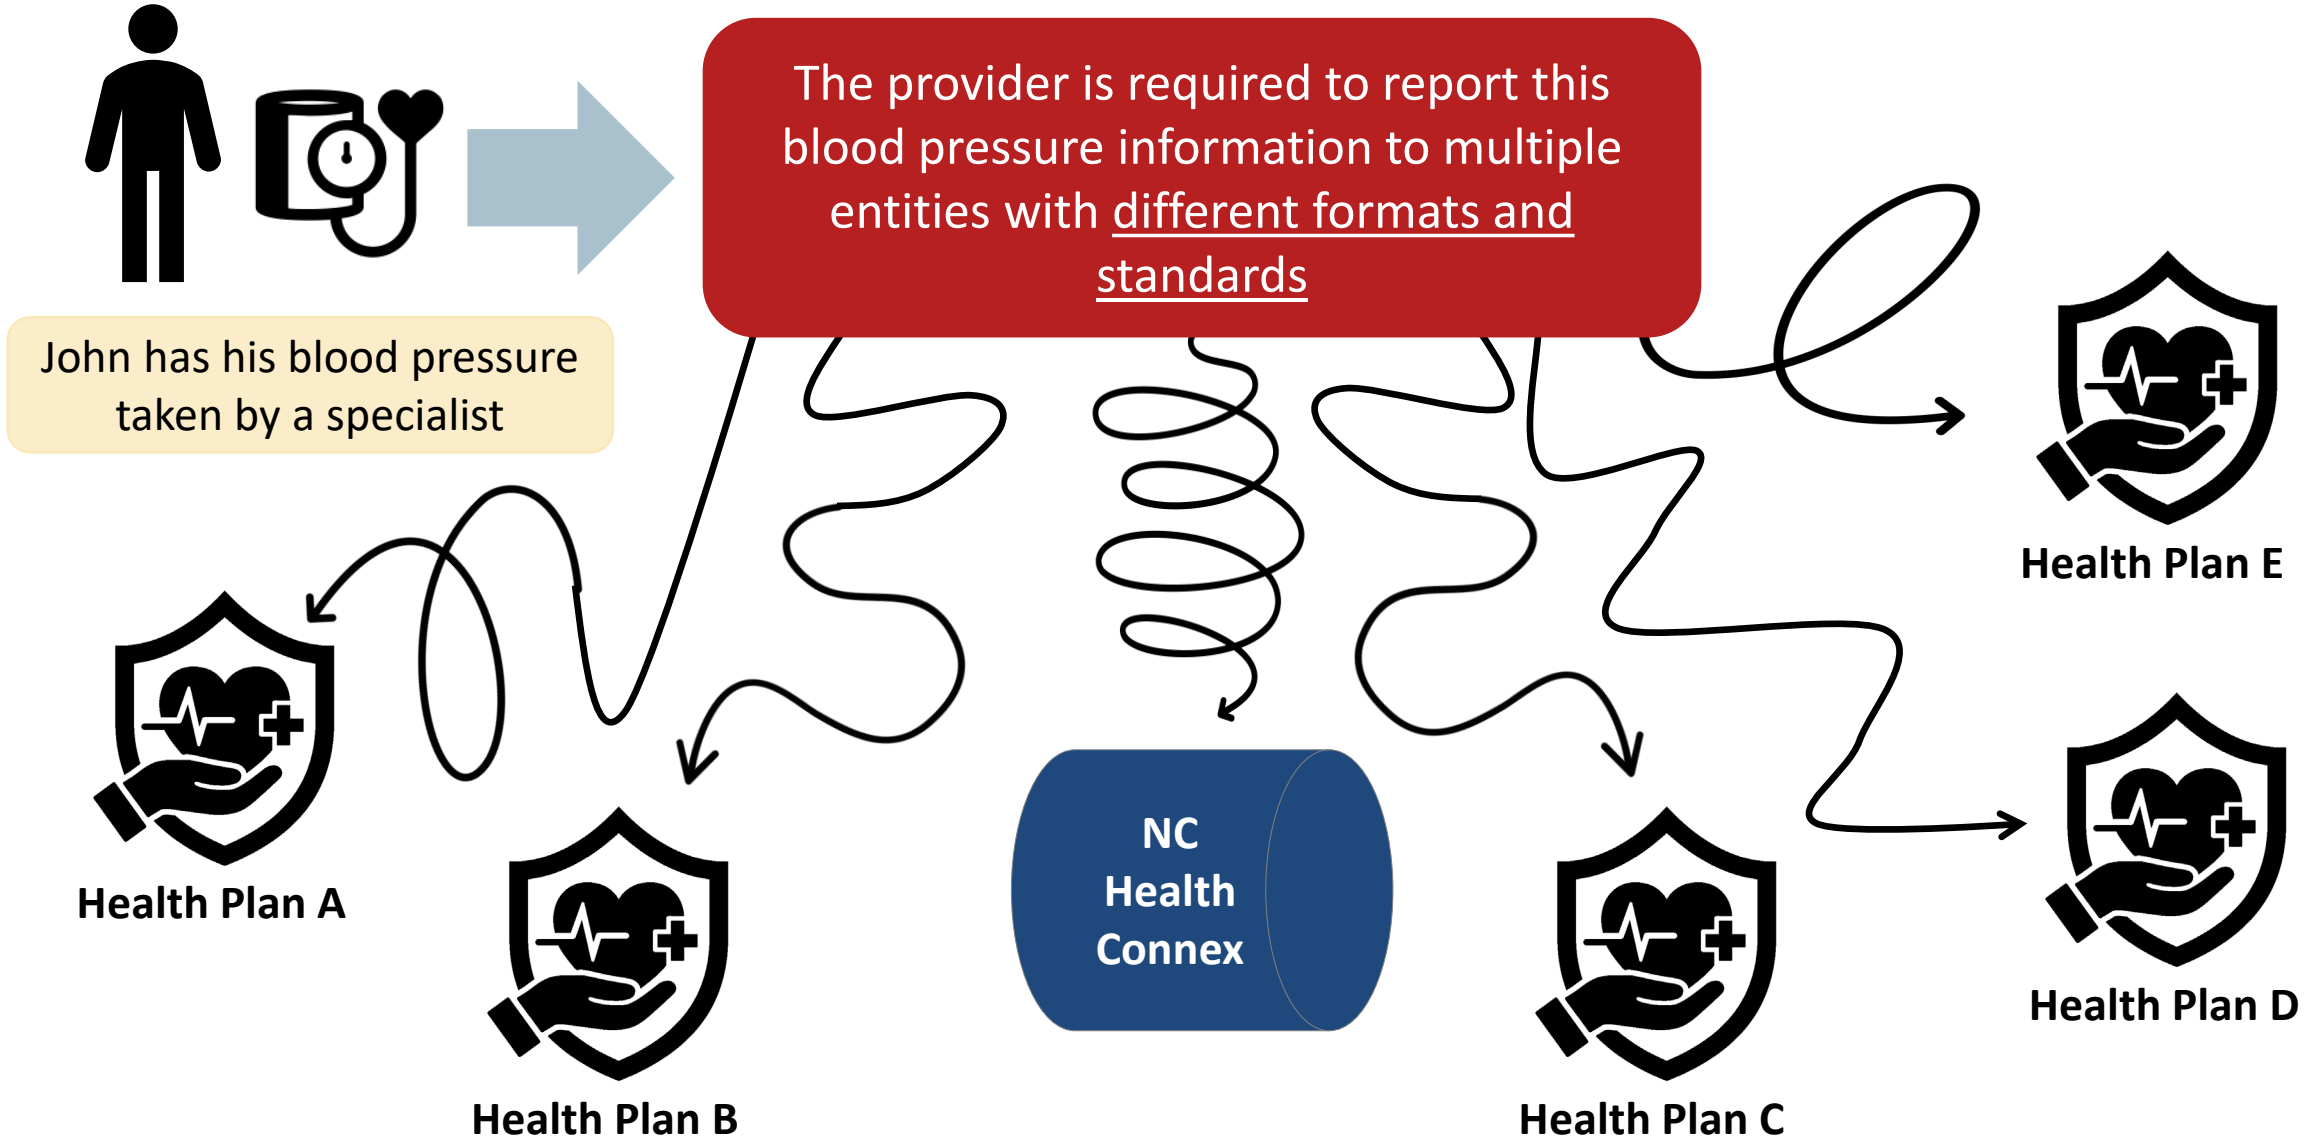 The provider is required to report this
blood pressure information to multiple
entities with different formats and
standards
John has his blood pressure
taken by a specialist
Health Plan E
Health Plan A
NC
Health
Connex
Health Plan D
Health Plan B
Health Plan C